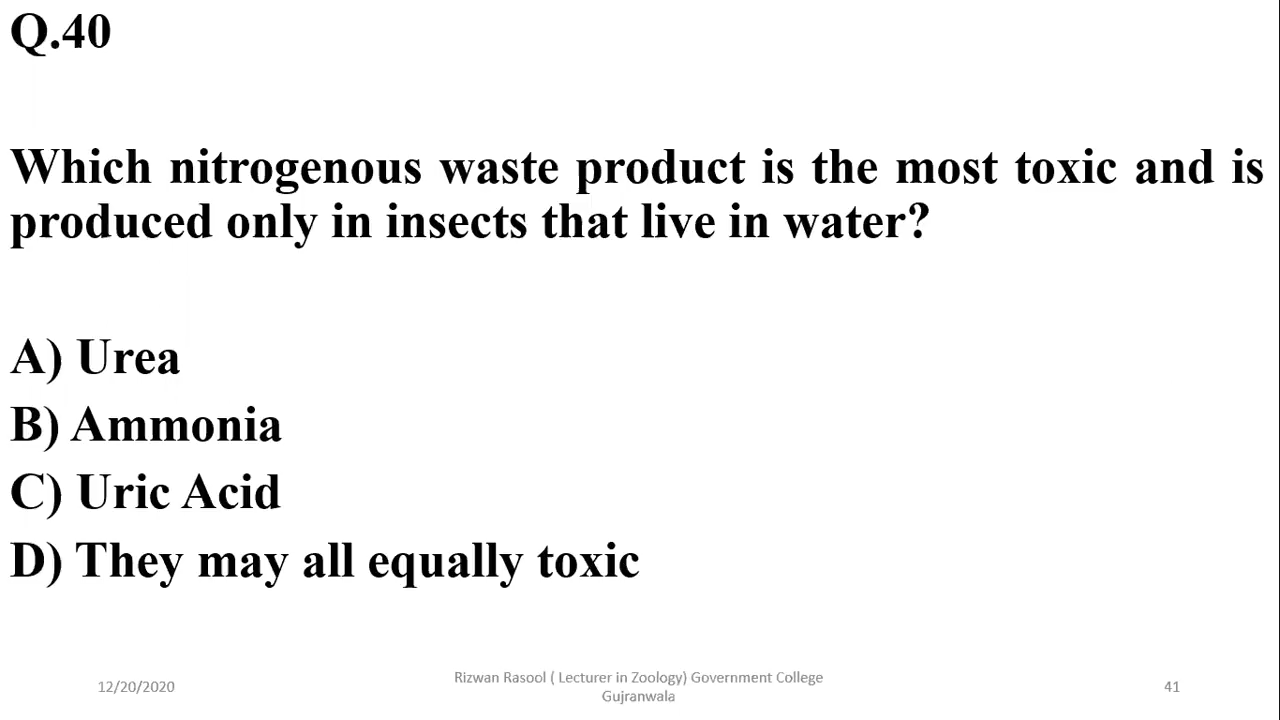 Q.40
Which nitrogenous waste product is the most toxic and is
produced only in insects that live in water?
A) Urea
B) Ammonia
C) Uric Acid
D) They may all equally toxic
12/20/2020
Rizwan Rasool ( Lecturer in Zoology) Government College
Gujranwala
41